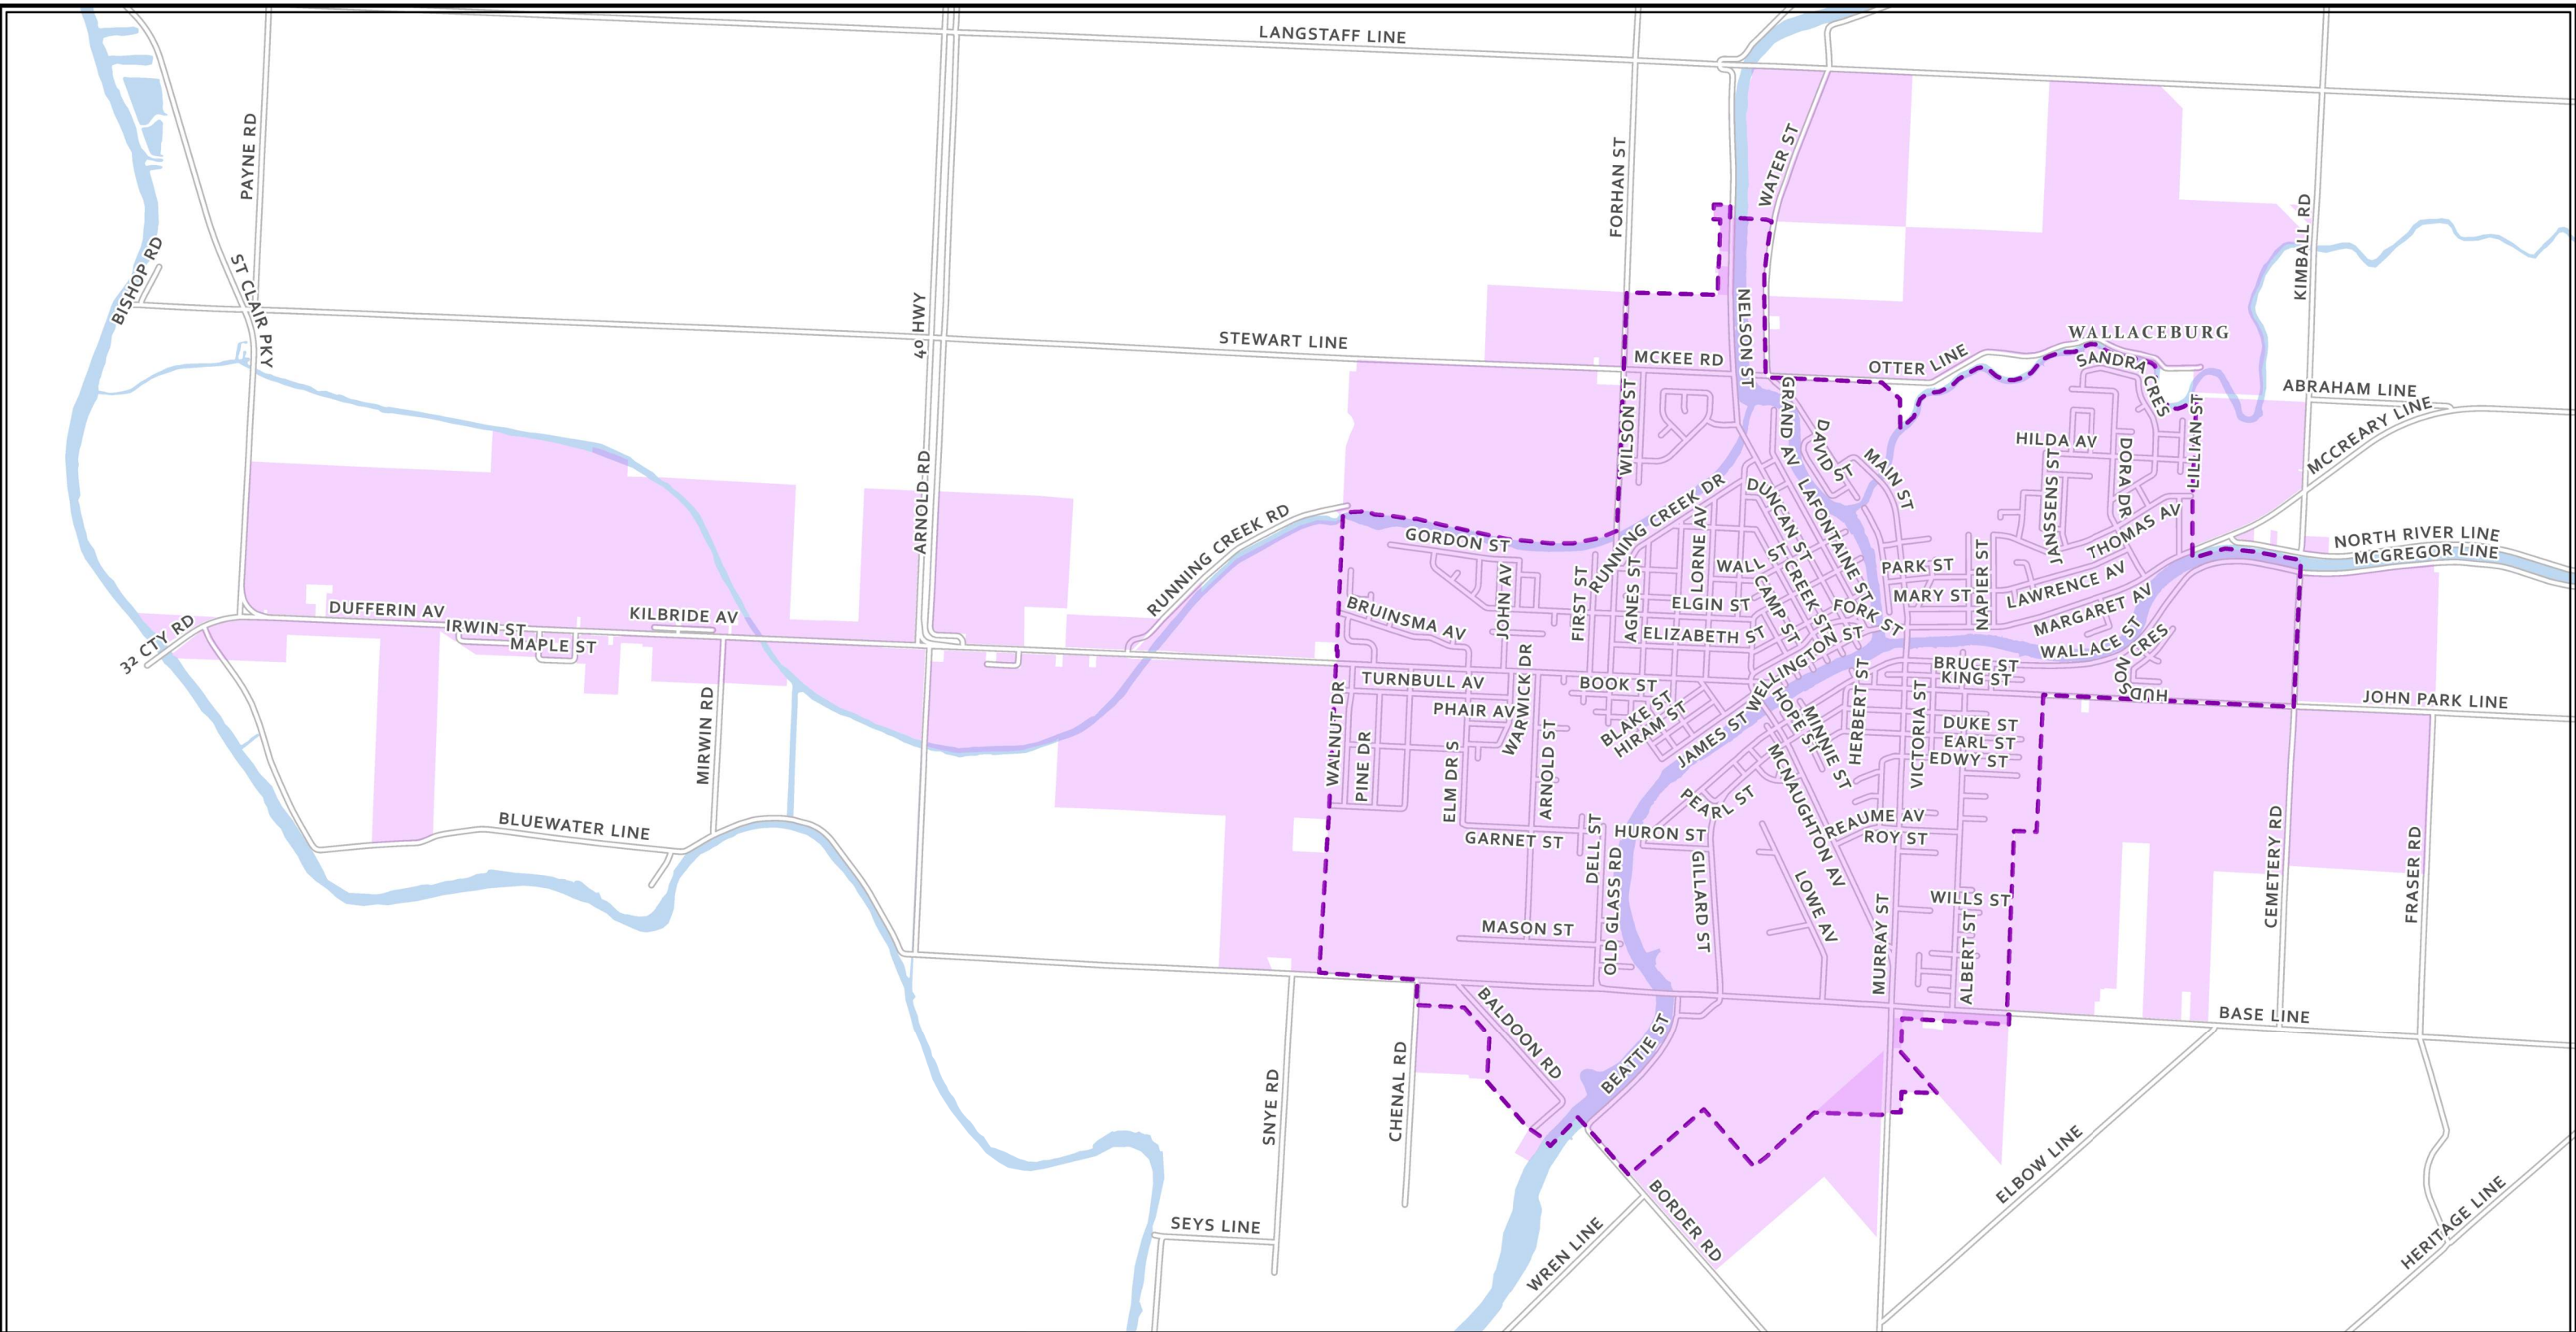 LANGSTAFF LINE
PAYNE RD
FORHAN ST
WATER ST
KIMBALL RD
BISHOP RD
ST CLAIR PKY
40 HWY
STEWART LINE
NELSON ST
MCKEE RD
WALLACEBURG
OTTER LINE
SANDRA CRES
ABRAHAM LINE
MCCREARY LINE
WILSON ST
GRAND AV
DAVID ST
MAIN ST
HILDA AV
DORA DR
LILLIAN ST
JANSSENS ST
ARNOLD RD
RUNNING CREEK RD
RUNNING CREEK DR
DUNCAN ST
LAFONTAINE ST
THOMAS AV
NORTH RIVER LINE
MCGREGOR LINE
GORDON ST
LORNE AV
WALL ST
CREEK ST
CAMP ST
PARK ST
NAPIER ST
MARY ST
LAWRENCE AV
MARGARET AV
JOHN AV
FIRST ST
AGNES ST
ELGIN ST
FORK ST
ELIZABETH ST
WELLINGTON ST
N
WALLACE ST
HUDSON CRES
32 CTY RD
DUFFERIN AV
IRWIN ST
MAPLE ST
KILBRIDE AV
MIRWIN RD
BRUINSMA AV
TURNBULL AV
BOOK ST
BRUCE ST
KING ST
JOHN PARK LINE
WALNUT DR
PINE DR
PHAIR AV
WARWICK DR
ELM DR S
ARNOLD ST
BLAKE ST
HIRAM ST
JAMES ST
HOPE ST
MINNIE ST
HERBERT ST
VICTORIA ST
DUKE ST
EARL ST
EDWY ST
MCNAUGHTON AV
PEARL ST
REAUME AV
ROY ST
BLUEWATER LINE
GARNET ST
DELL ST
HURON ST
OLD GLASS RD
GILLARD ST
LOWE AV
MURRAY ST
WILLS ST
ALBERT ST
CEMETERY RD
FRASER RD
MASON ST
BASE LINE
BALDOON RD
BEATTIE ST
SNYE RD
CHENAL RD
SEYS LINE
WREN LINE
BORDER RD
ELBOW LINE
HERITAGE LINE